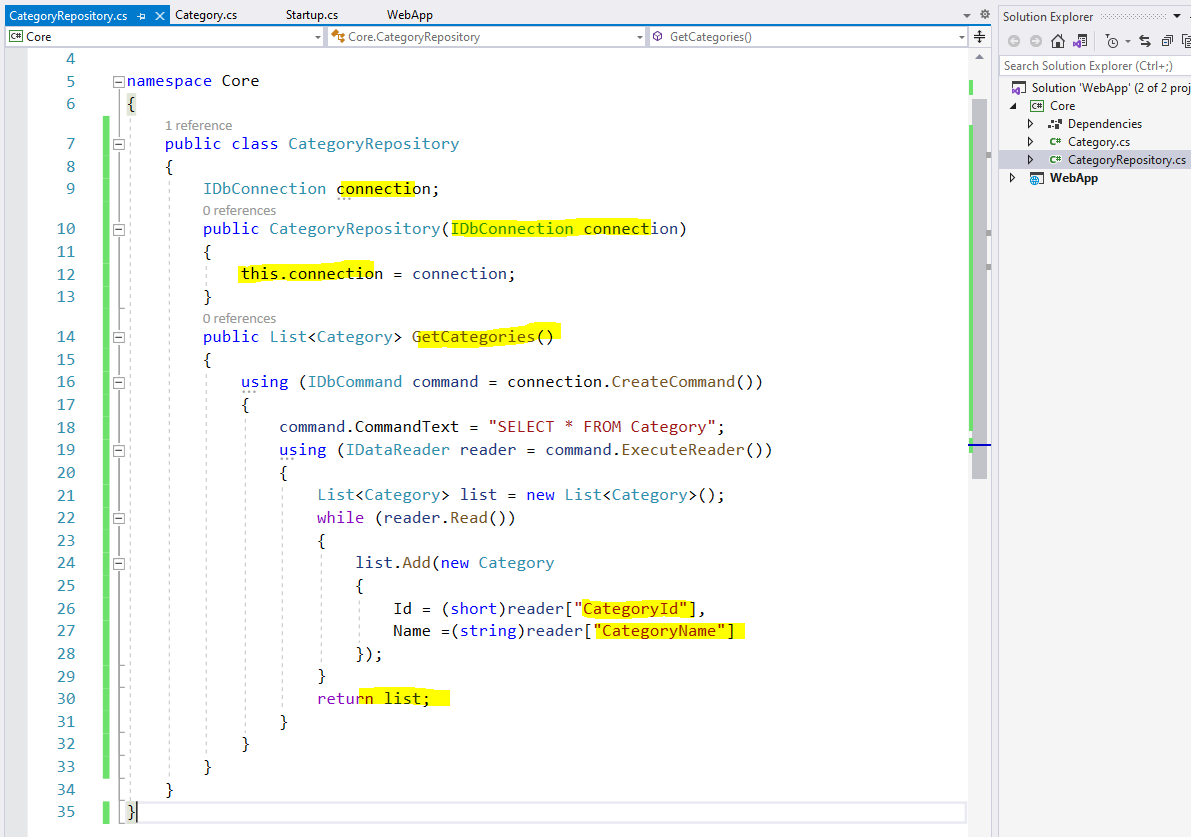 CategoryRepository.cs Category.cs Startup.cs WebApp
Core Core.CategoryRepository GetCategories()
4
5 namespace Core
6 {
1 reference
7 public class CategoryRepository
8 {
9 IDbConnection connection;
0 references
10 public CategoryRepository(IDbConnection connection)
11 {
12 this.connection = connection;
13 }
0 references
14 public List<Category> GetCategories()
15 {
16 using (IDbCommand command = connection.CreateCommand())
17 {
18 command.CommandText = "SELECT * FROM Category";
19 using (IDataReader reader = command.ExecuteReader())
20 {
21 List<Category> list = new List<Category>();
22 while (reader.Read())
23 {
24 list.Add(new Category
25 {
26 Id = (short)reader["CategoryId"],
27 Name =(string)reader["CategoryName"]
28 });
29 }
30 return list;
31 }
32 }
33 }
34 }
35 }
Solution Explorer
Search Solution Explorer (Ctrl+;)
Solution 'WebApp' (2 of 2 proj
C# Core
Dependencies
C# Category.cs
C# CategoryRepository.cs
WebApp